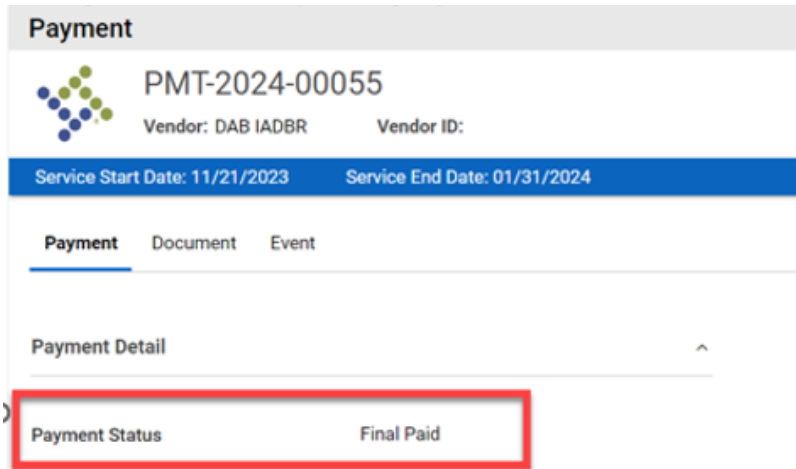 Payment
PMT-2024-00055
Vendor: DAB IADBR Vendor ID:
Service Start Date: 11/21/2023 Service End Date: 01/31/2024
Payment Document Event
Payment Detail
Payment Status Final Paid